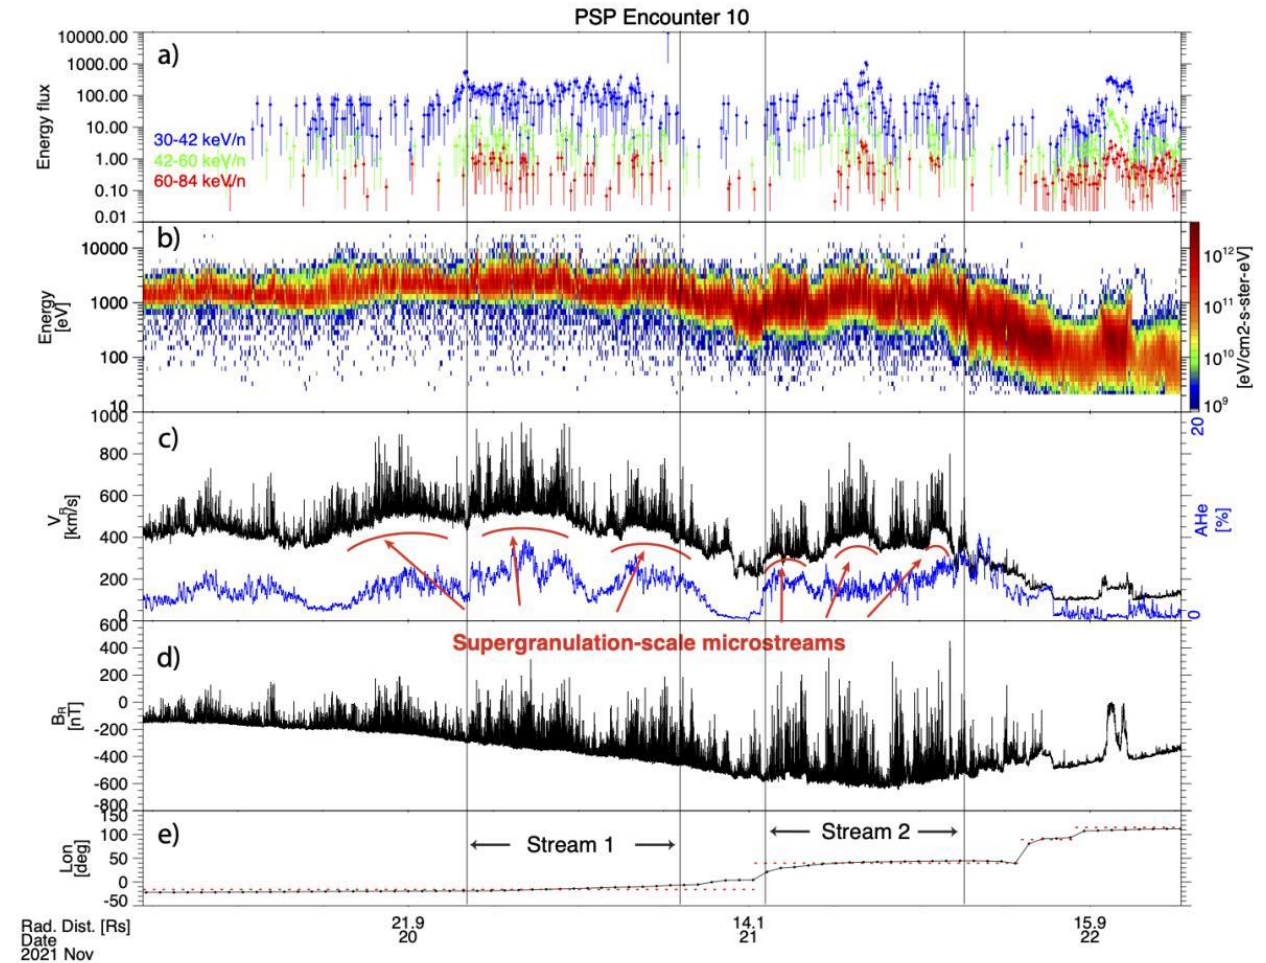 PSP Encounter 10
a)
Energy flux
10000.00
1000.00
100.00
10.00
1.00
0.10
0.01
30-42 keV/n
42-60 keV/n
60-84 keV/n
b)
Energy
[eV]
10000
1000
100
10
10¹²
10¹¹
10¹⁰
10⁹
[eV/cm2-s-ster-eV]
c)
V_R
[km/s]
1000
800
600
400
200
0
20
0
AHe
[%]
Supergranulation-scale microstreams
d)
B_R
[nT]
600
400
200
0
-200
-400
-600
-800
e)
Lon
[deg]
150
100
50
0
-50
Stream 1
Stream 2
Rad. Dist. [Rs] 21.9 14.1 15.9
Date 20 21 22
2021 Nov